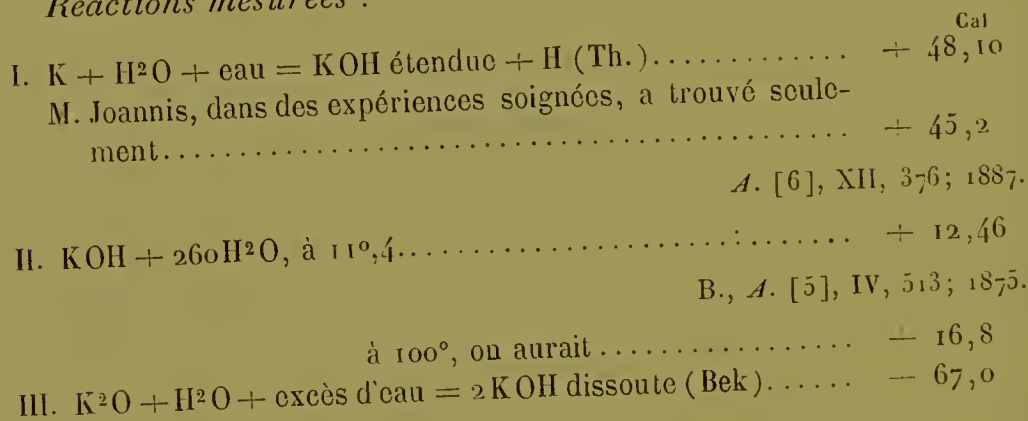 Réactions mesurées :
Cal
I. K + H²O + eau = KOH étendue + H (Th.)............. + 48,10
M. Joannis, dans des expériences soignées, a trouvé seule-
ment............................................. + 45,2
A. [6], XII, 376; 1887.
II. KOH + 260H²O, à 11°,4............................. + 12,46
B., A. [5], IV, 513; 1875.
à 100°, on aurait ................. — 16,8
III. K²O + H²O + excès d'eau = 2KOH dissoute (Bek)...... — 67,0